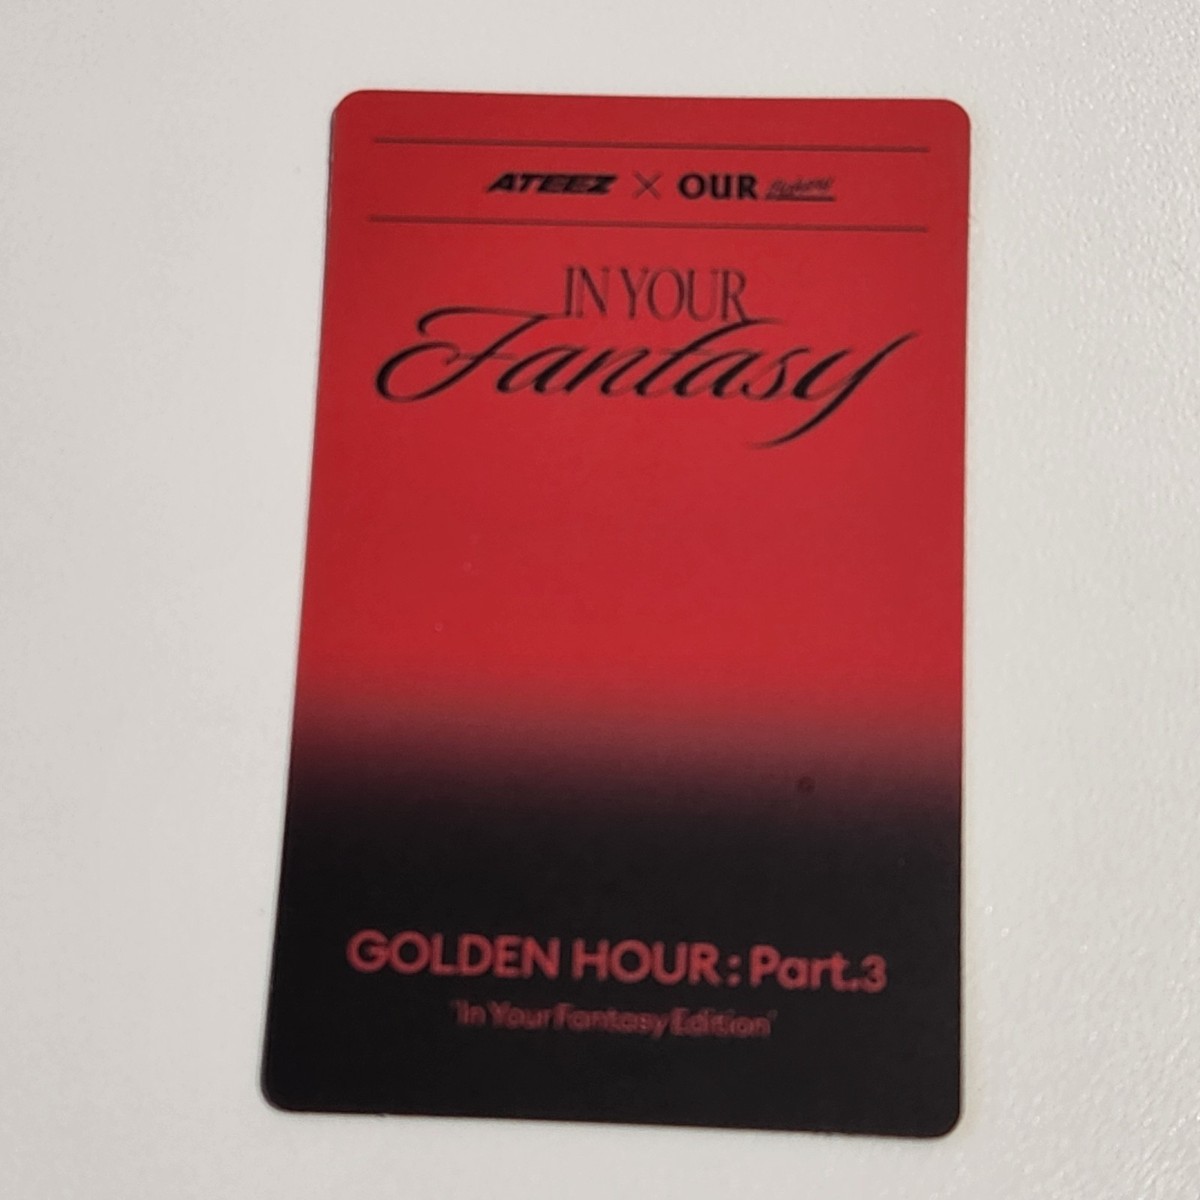 ATEEZ X OUR
IN YOUR
Fantasy
GOLDEN HOUR : Part.3
'In Your Fantasy Edition'